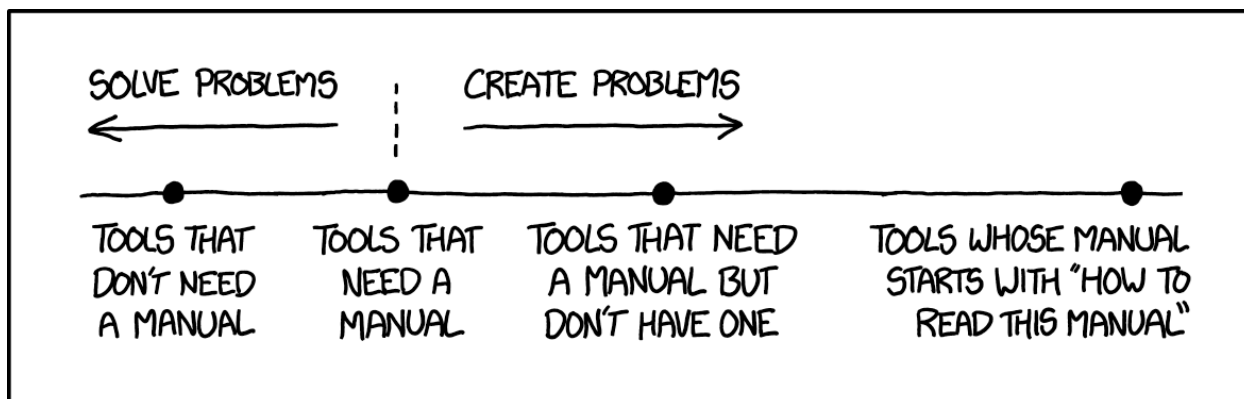 SOLVE PROBLEMS
CREATE PROBLEMS
TOOLS THAT
DON'T NEED
A MANUAL
TOOLS THAT
NEED A
MANUAL
TOOLS THAT NEED
A MANUAL BUT
DON'T HAVE ONE
TOOLS WHOSE MANUAL
STARTS WITH "HOW TO
READ THIS MANUAL"